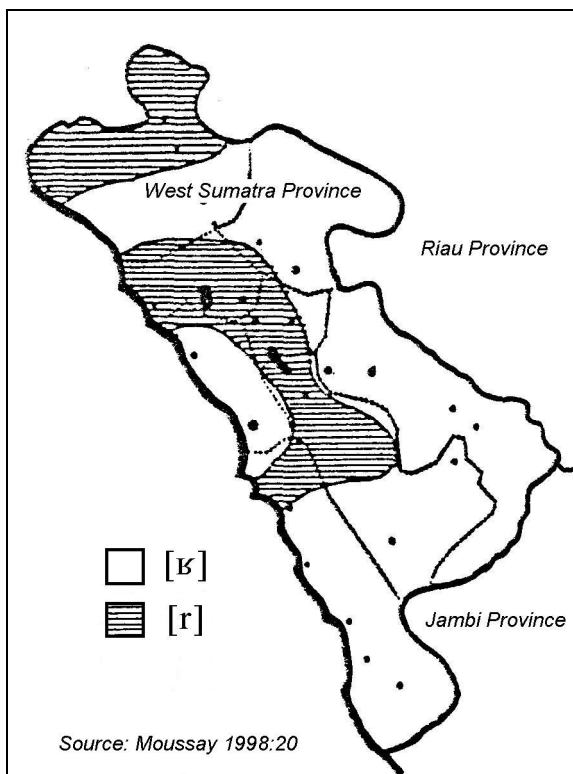 West Sumatra Province
Riau Province
[ʁ]
[r]
Jambi Province
Source: Moussay 1998:20